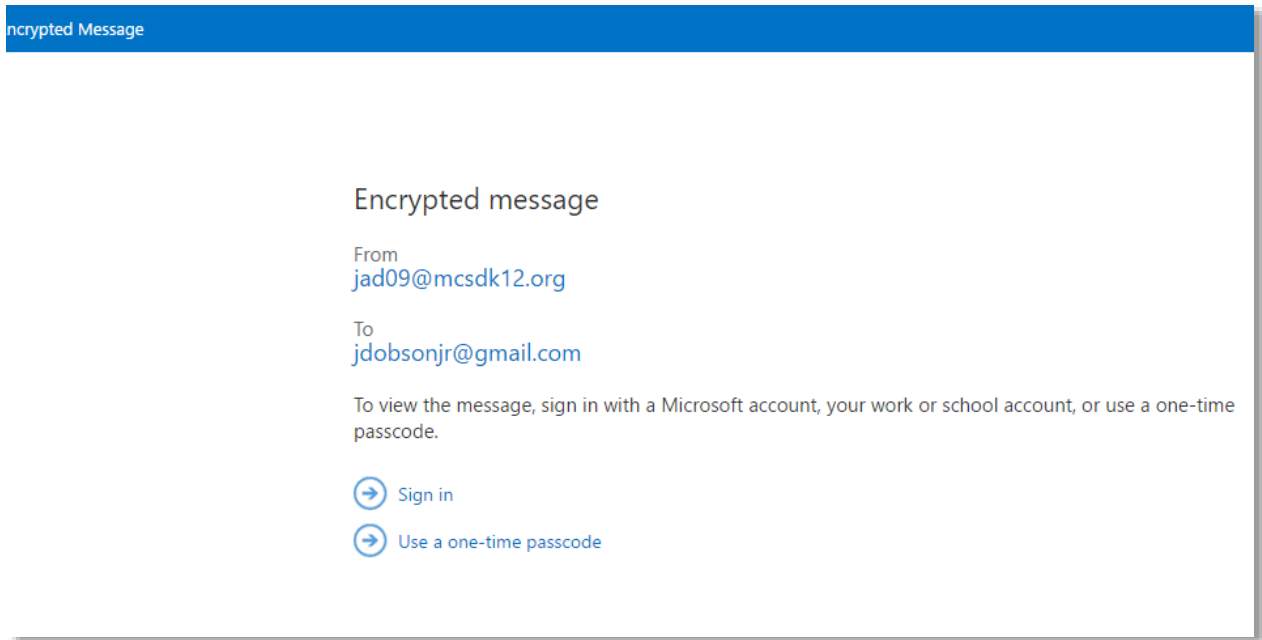 ncrypted Message
Encrypted message
From
jad09@mcsdk12.org
To
jdobsonjr@gmail.com
To view the message, sign in with a Microsoft account, your work or school account, or use a one-time
passcode.
Sign in
Use a one-time passcode